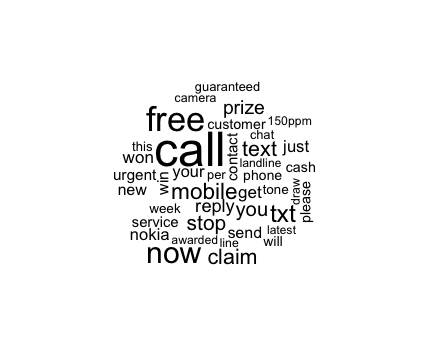 guaranteed
camera
prize
free
customer 150ppm
chat
this call contact text just
won
landline
urgent your per phone cash
win
new mobile get tone draw please
week reply you txt
service stop
nokia send latest
awarded line will
now claim